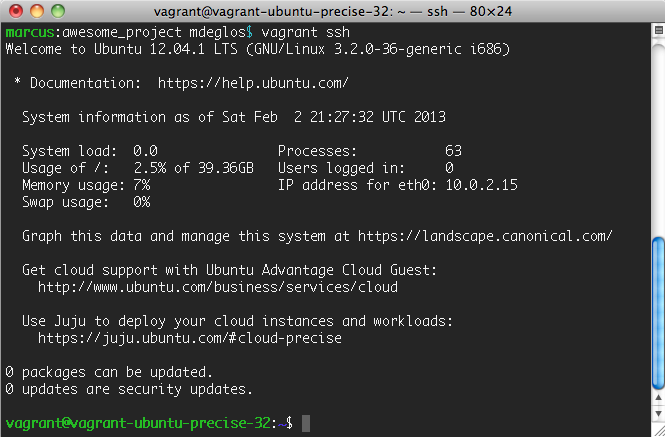 vagrant@vagrant-ubuntu-precise-32: ~ — ssh — 80×24
marcus:awesome_project mdeglos$ vagrant ssh
Welcome to Ubuntu 12.04.1 LTS (GNU/Linux 3.2.0-36-generic i686)
* Documentation:  https://help.ubuntu.com/
System information as of Sat Feb  2 21:27:32 UTC 2013
System load:  0.0               Processes:           63
Usage of /:   2.5% of 39.36GB   Users logged in:     0
Memory usage: 7%                IP address for eth0: 10.0.2.15
Swap usage:   0%
Graph this data and manage this system at https://landscape.canonical.com/
Get cloud support with Ubuntu Advantage Cloud Guest:
http://www.ubuntu.com/business/services/cloud
Use Juju to deploy your cloud instances and workloads:
https://juju.ubuntu.com/#cloud-precise
0 packages can be updated.
0 updates are security updates.
vagrant@vagrant-ubuntu-precise-32:~$